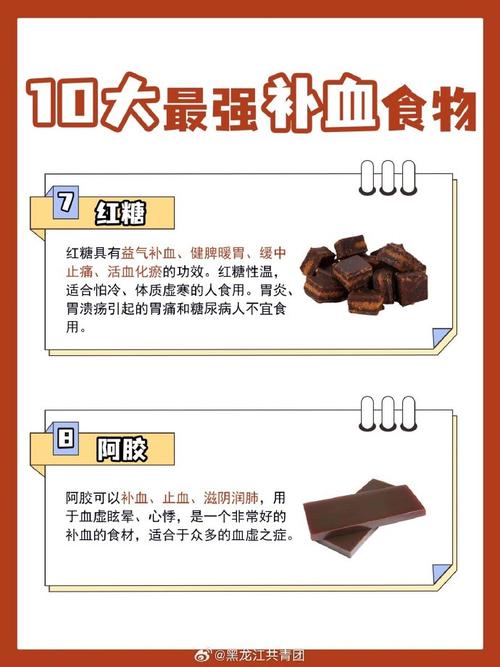 10大最强补血食物
7
红糖
红糖具有益气补血、健脾暖胃、缓中
止痛、活血化瘀的功效。红糖性温，
适合怕冷、体质虚寒的人食用。胃炎、
胃溃疡引起的胃痛和糖尿病人不宜食
用。
8
阿胶
阿胶可以补血、止血、滋阴润肺，用
于血虚眩晕、心悸，是一个非常好的
补血的食材，适合于众多的血虚之症。
@黑龙江共青团